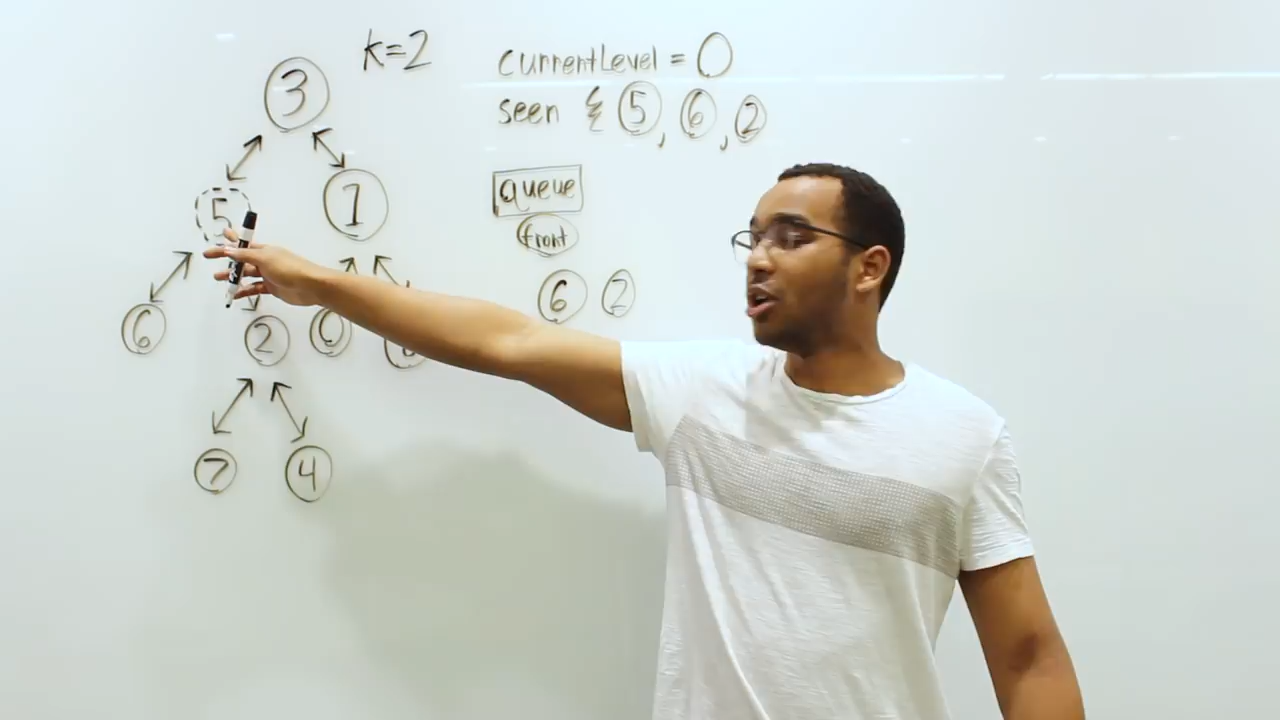 k=2
currentLevel = 0
seen { 5, 6, 2
queue
front
6 2
3
5 1
6 2 0
7 4